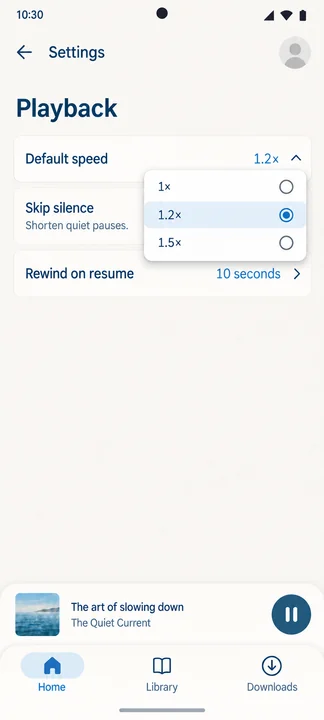 10:30
Settings
Playback
Default speed 1.2×
1×
1.2×
1.5×
Skip silence
Shorten quiet pauses.
Rewind on resume 10 seconds
The art of slowing down
The Quiet Current
Home Library Downloads